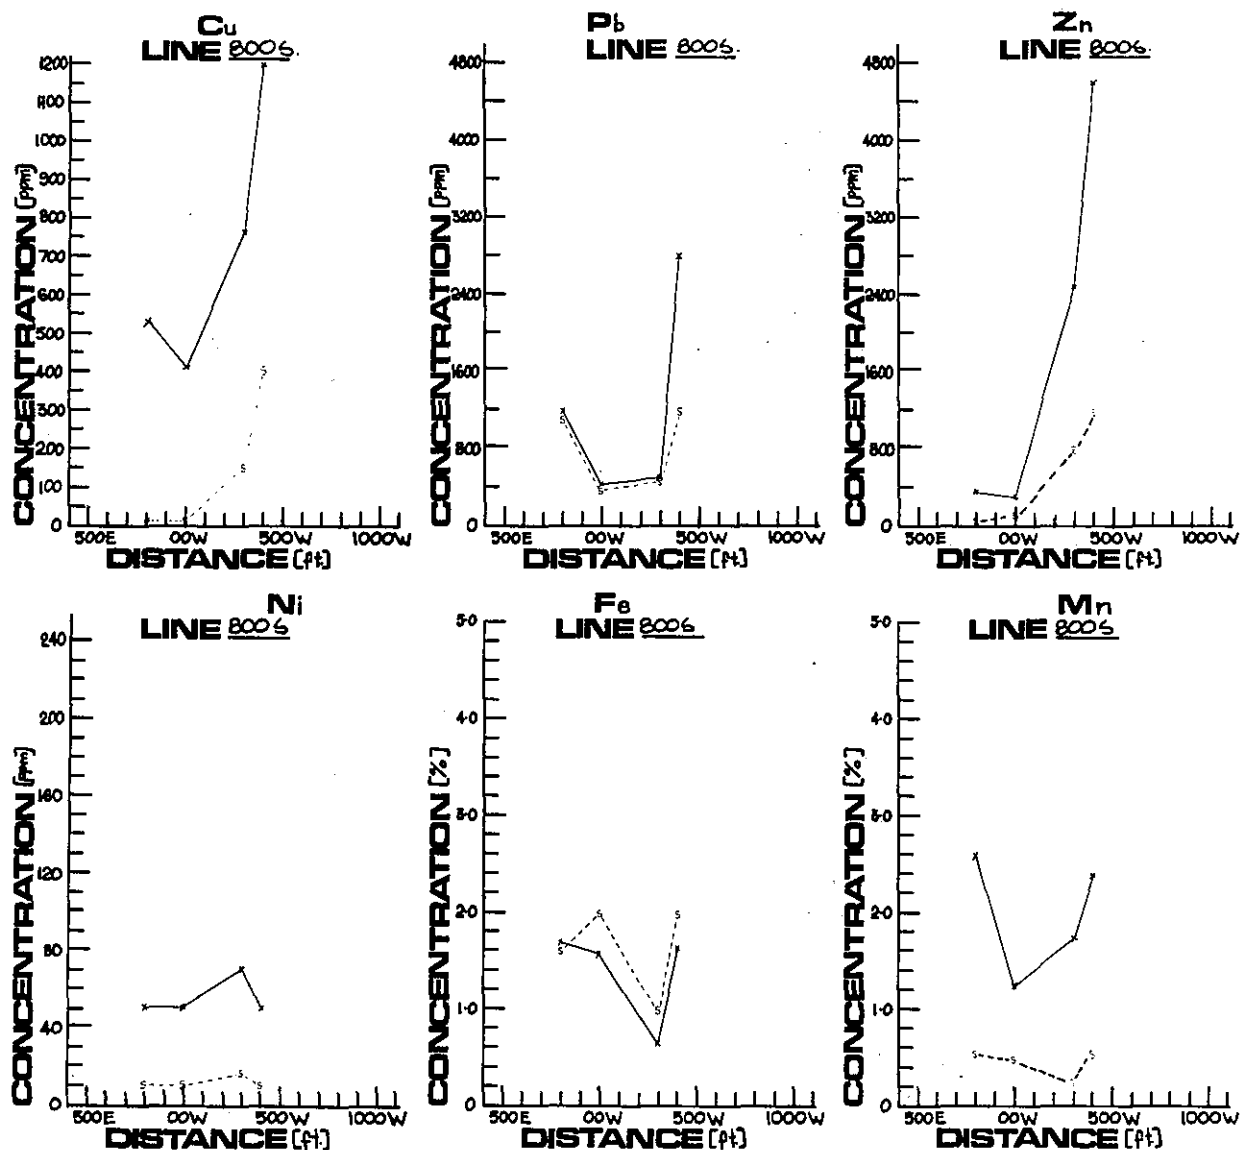 Cu
LINE 800S.
1200
1100
1000
900
800
700
600
500
400
300
200
100
0
CONCENTRATION [ppm]
500E 00W 500W 1000W
DISTANCE [ft]
Pb
LINE 800S.
4800
4000
3200
2400
1600
800
0
CONCENTRATION [ppm]
500E 00W 500W 1000W
DISTANCE [ft]
Zn
LINE 800S.
4800
4000
3200
2400
1600
800
0
CONCENTRATION [ppm]
500E 00W 500W 1000W
DISTANCE [ft]
Ni
LINE 800S
240
200
160
120
80
40
0
CONCENTRATION [ppm]
500E 00W 500W 1000W
DISTANCE [ft]
Fe
LINE 800S
5.0
4.0
3.0
2.0
1.0
0
CONCENTRATION [%]
500E 00W 500W 1000W
DISTANCE [ft]
Mn
LINE 800S
5.0
4.0
3.0
2.0
1.0
0
CONCENTRATION [%]
500E 00W 500W 1000W
DISTANCE [ft]